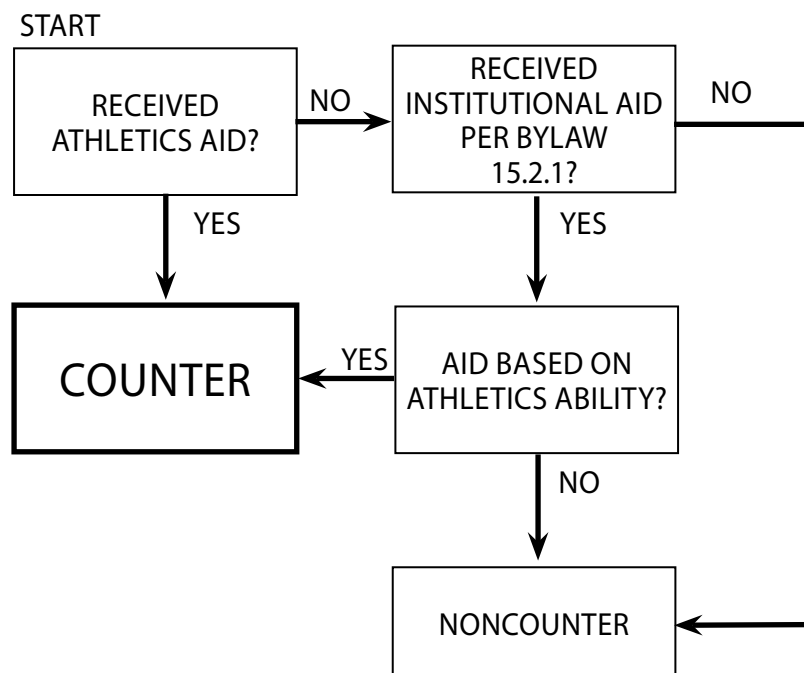 START
RECEIVED
ATHLETICS AID?
NO
RECEIVED
INSTITUTIONAL AID
PER BYLAW
15.2.1?
NO
YES
YES
COUNTER
YES
AID BASED ON
ATHLETICS ABILITY?
NO
NONCOUNTER